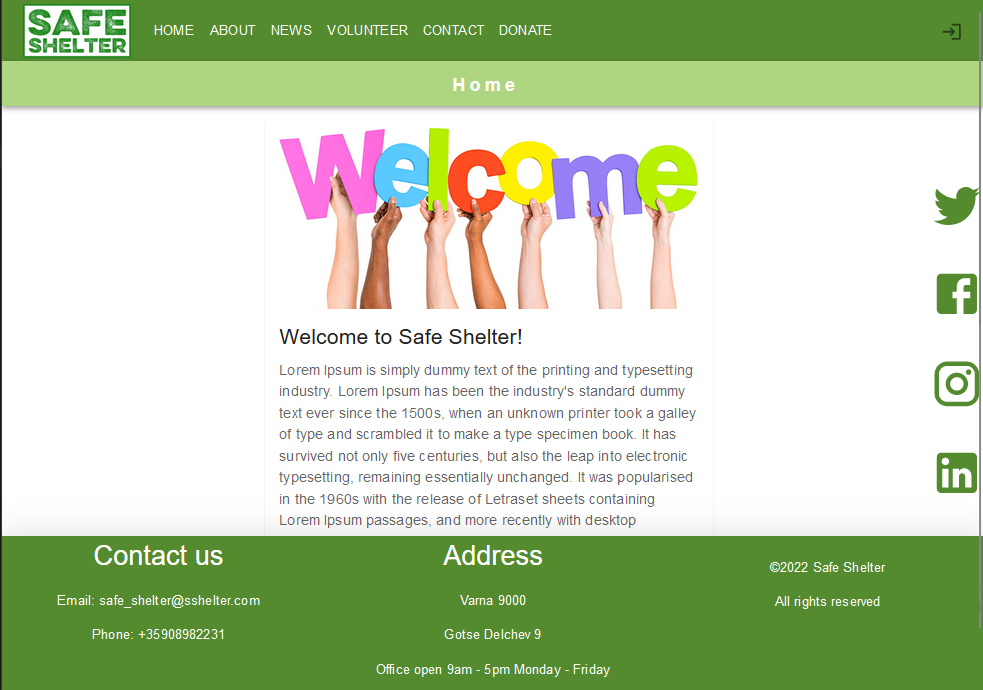 SAFE
SHELTER
HOME ABOUT NEWS VOLUNTEER CONTACT DONATE
Home
Welcome
Welcome to Safe Shelter!
Lorem Ipsum is simply dummy text of the printing and typesetting
industry. Lorem Ipsum has been the industry's standard dummy
text ever since the 1500s, when an unknown printer took a galley
of type and scrambled it to make a type specimen book. It has
survived not only five centuries, but also the leap into electronic
typesetting, remaining essentially unchanged. It was popularised
in the 1960s with the release of Letraset sheets containing
Lorem Ipsum passages, and more recently with desktop
f
in
Contact us
Email: safe_shelter@sshelter.com
Phone: +35908982231
Address
Varna 9000
Gotse Delchev 9
Office open 9am - 5pm Monday - Friday
©2022 Safe Shelter
All rights reserved